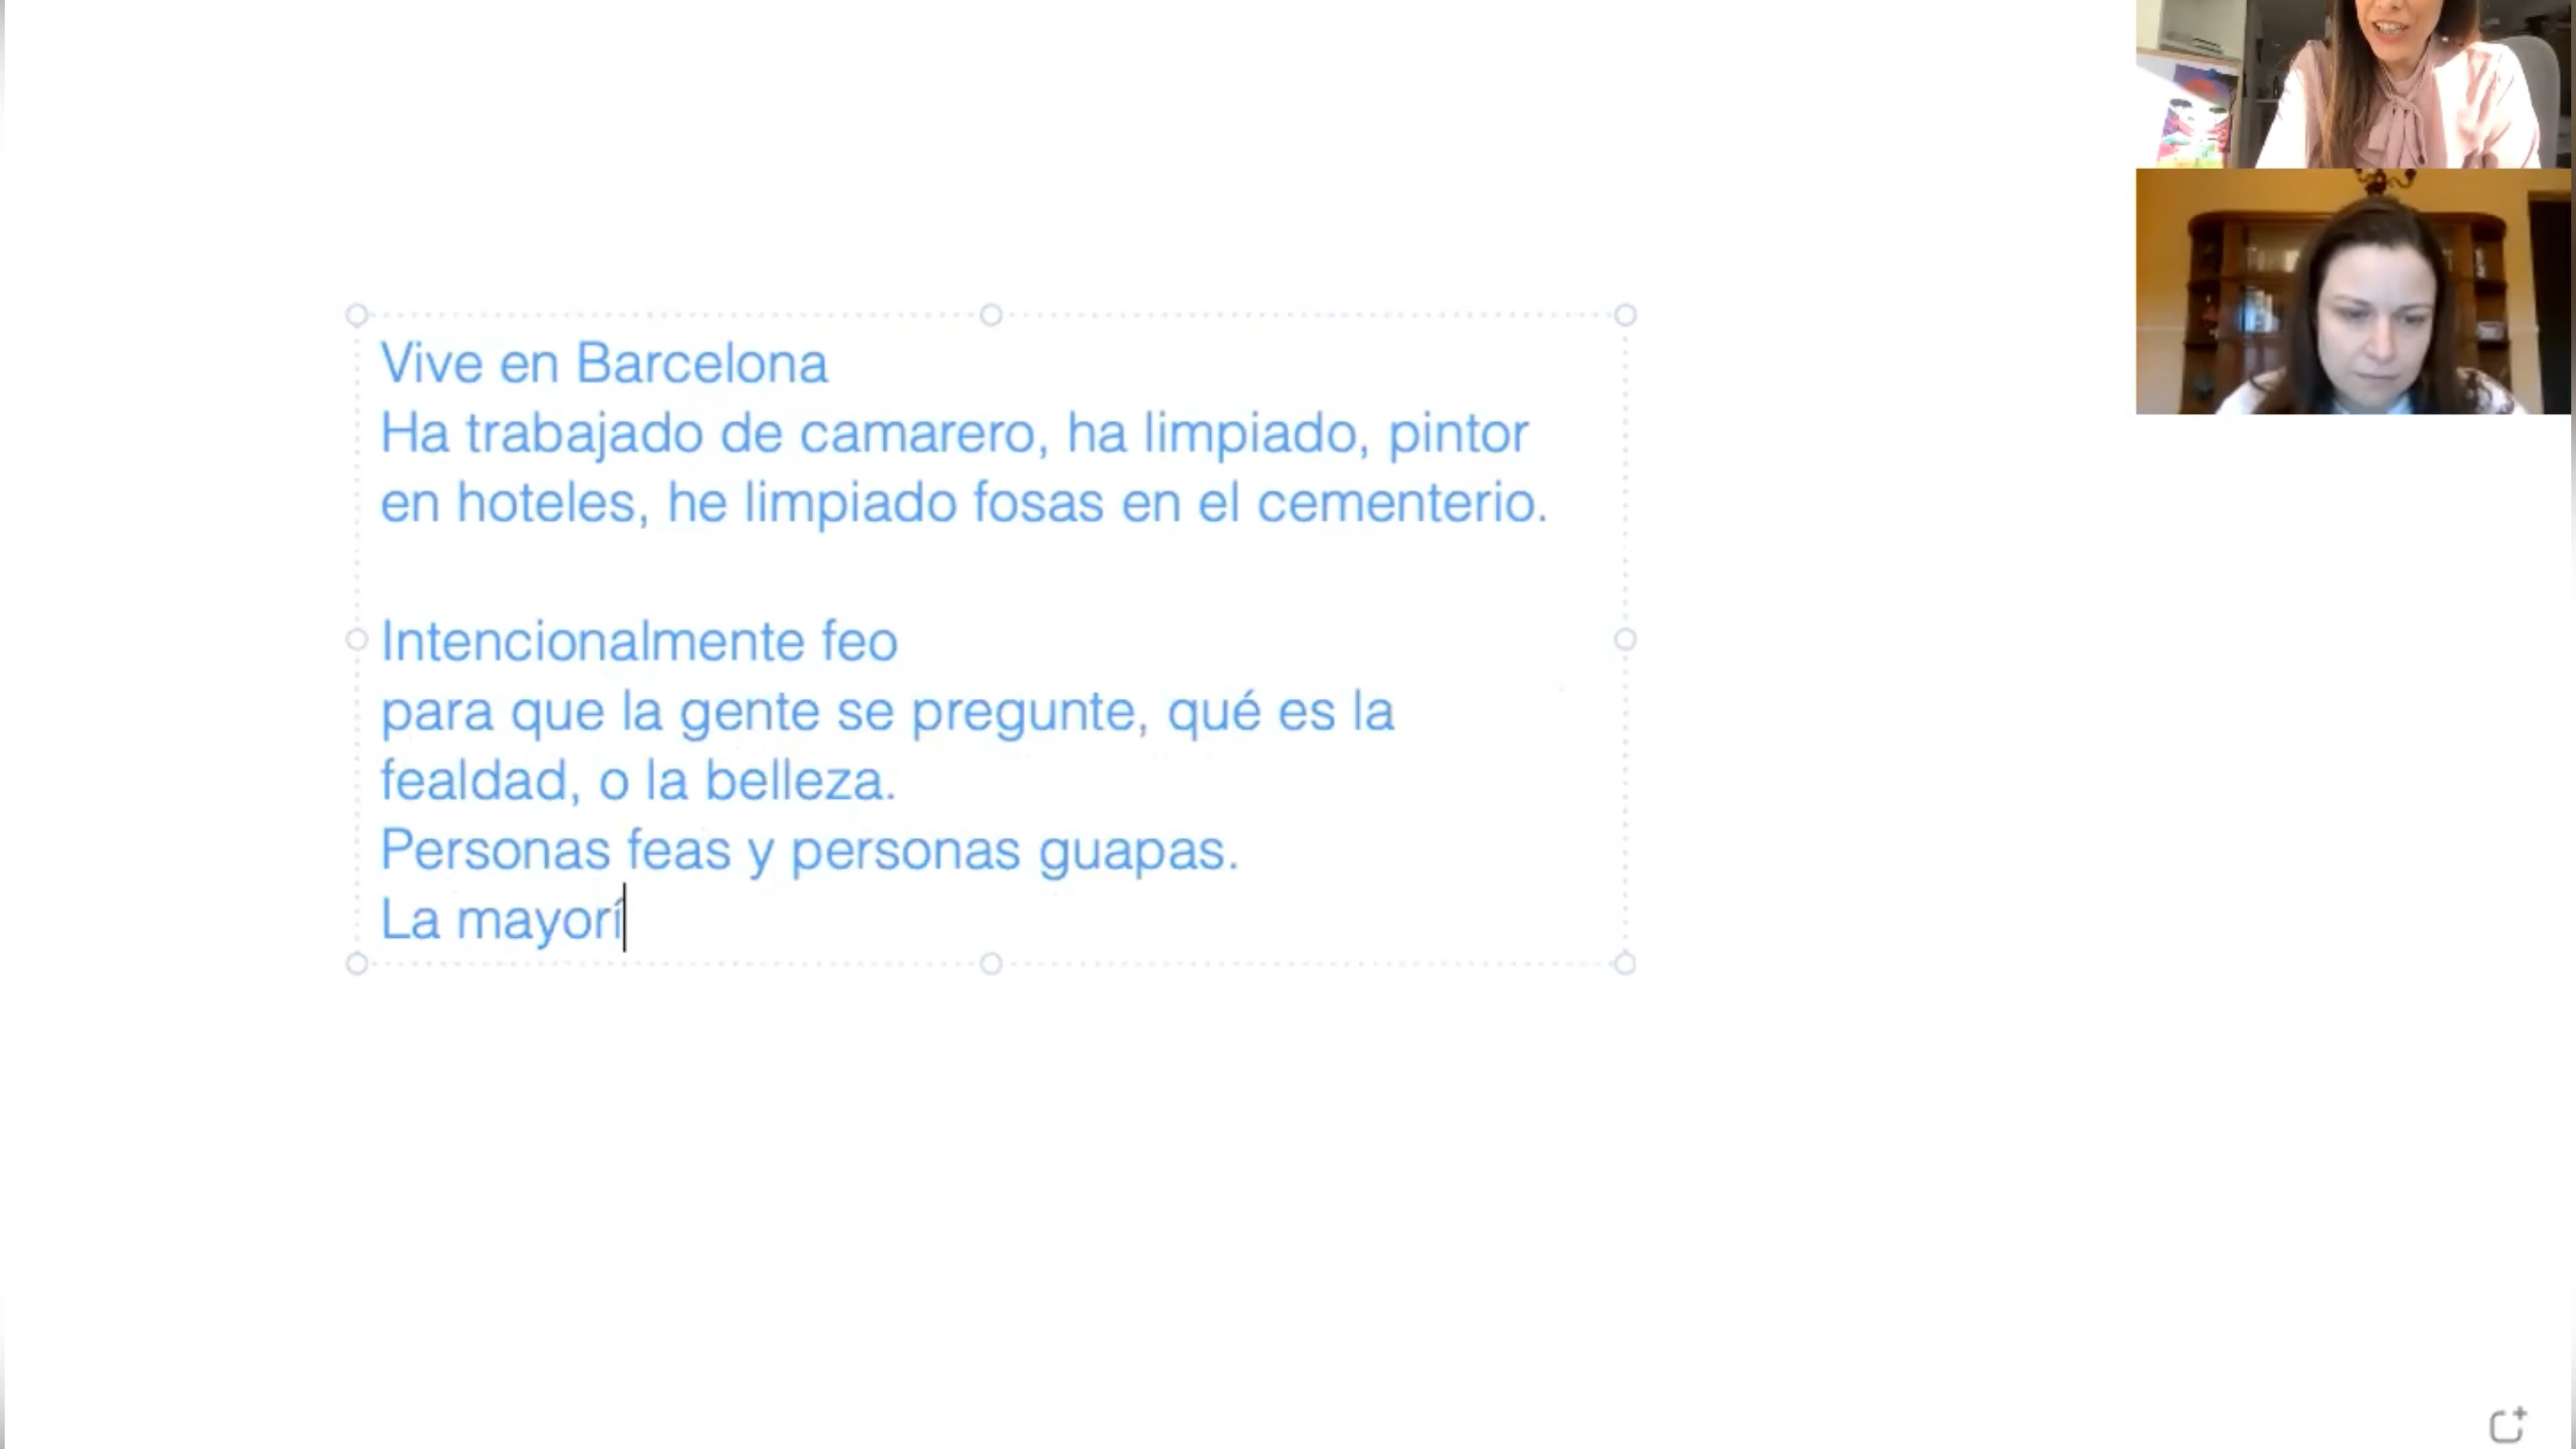 Vive en Barcelona
Ha trabajado de camarero, ha limpiado, pintor
en hoteles, he limpiado fosas en el cementerio.
Intencionalmente feo
para que la gente se pregunte, qué es la
fealdad, o la belleza.
Personas feas y personas guapas.
La mayorí